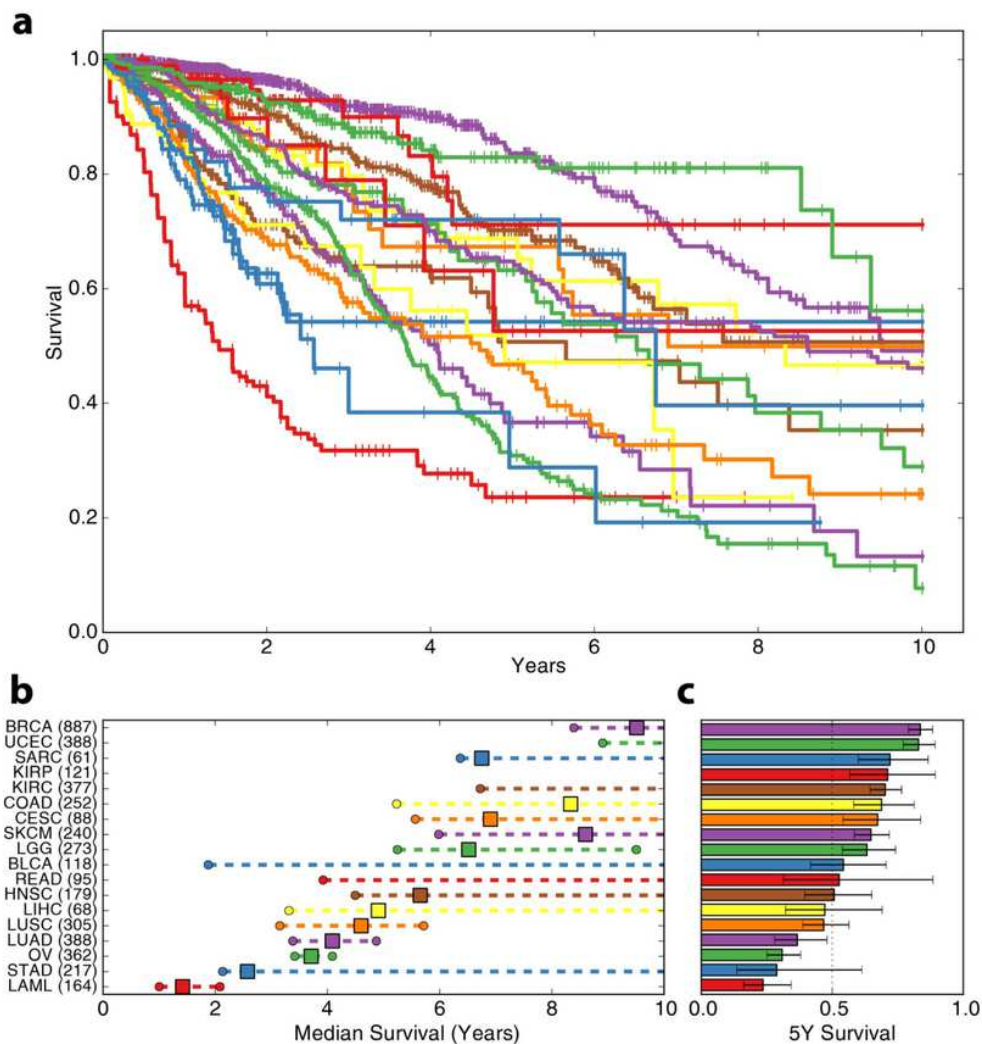 a
1.0
0.8
0.6
0.4
0.2
0.0
Survival
0 2 4 6 8 10
Years
b
BRCA (887)
UCEC (388)
SARC (61)
KIRP (121)
KIRC (377)
COAD (252)
CESC (88)
SKCM (240)
LGG (273)
BLCA (118)
READ (95)
HNSC (179)
LIHC (68)
LUSC (305)
LUAD (388)
OV (362)
STAD (217)
LAML (164)
0 2 4 6 8 10
Median Survival (Years)
c
0.0 0.5 1.0
5Y Survival